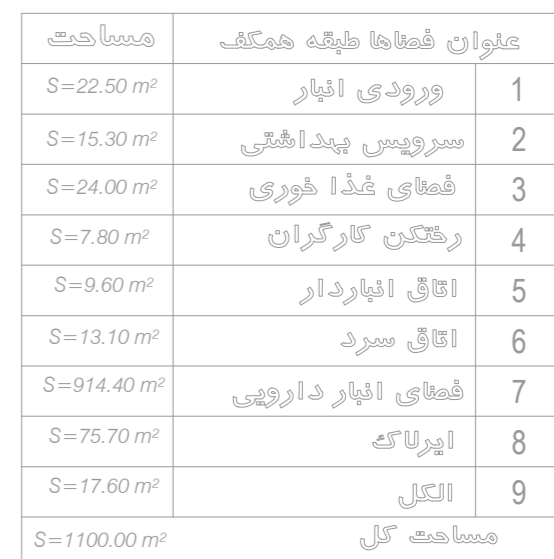 عنوان فضاها طبقه همکف مساحت
1 ورودی انبار S=22.50 m²
2 سرویس بهداشتی S=15.30 m²
3 فضای غذا خوری S=24.00 m²
4 رختکن کارگران S=7.80 m²
5 اتاق انباردار S=9.60 m²
6 اتاق سرد S=13.10 m²
7 فضای انبار دارویی S=914.40 m²
8 ایرلاک S=75.70 m²
9 الکل S=17.60 m²
مساحت کل S=1100.00 m²